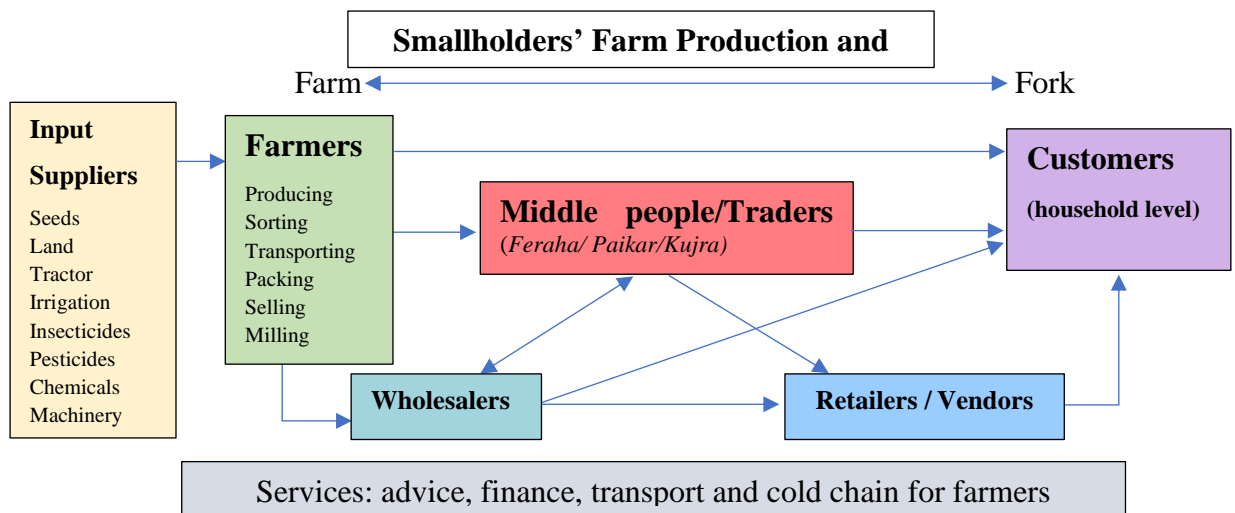 Smallholders’ Farm Production and
Farm
Fork
Input
Suppliers
Seeds
Land
Tractor
Irrigation
Insecticides
Pesticides
Chemicals
Machinery
Farmers
Producing
Sorting
Transporting
Packing
Selling
Milling
Middle people/Traders
(Feraha/ Paikar/Kujra)
Customers
(household level)
Wholesalers
Retailers / Vendors
Services: advice, finance, transport and cold chain for farmers